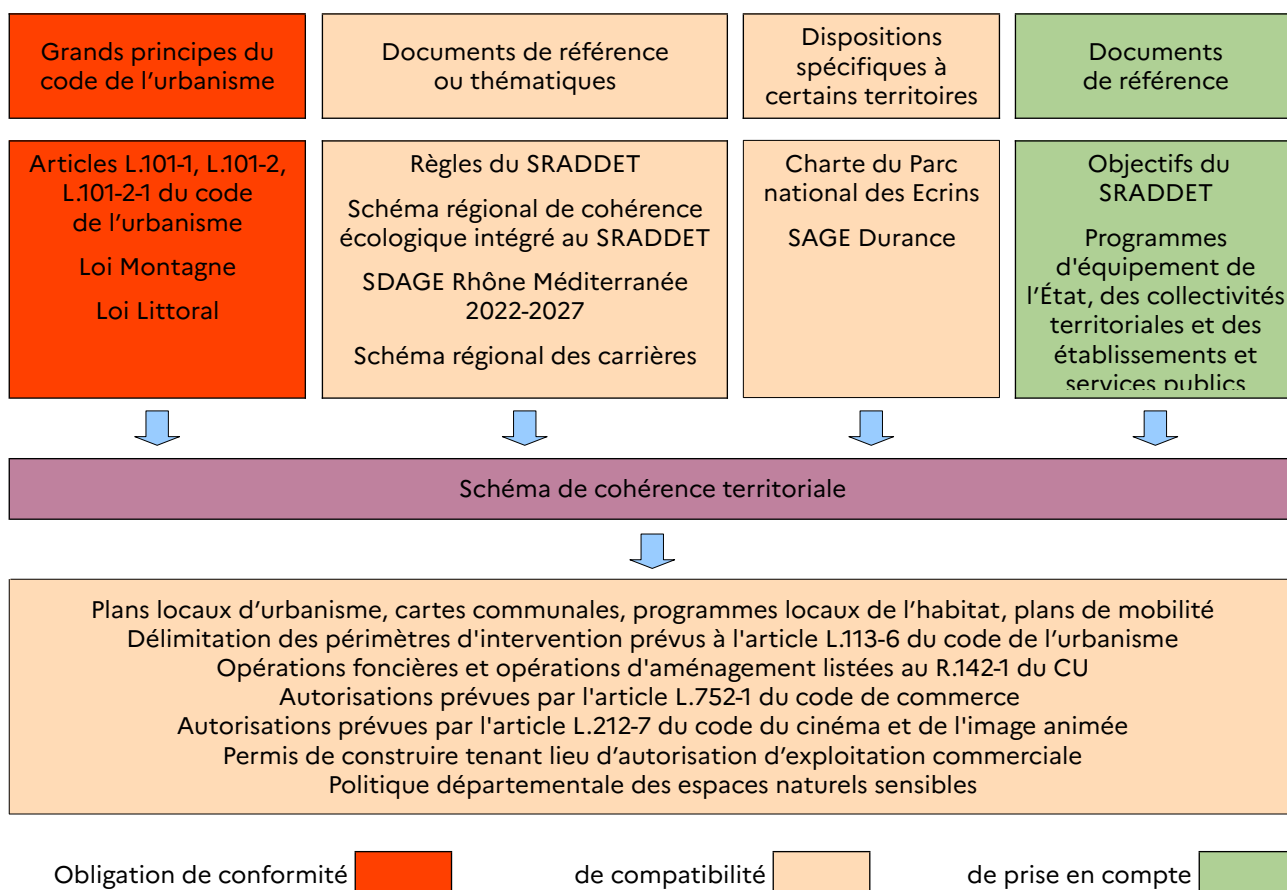 Grands principes du
code de l’urbanisme
Documents de référence
ou thématiques
Dispositions
spécifiques à
certains territoires
Documents
de référence
Articles L.101-1, L.101-2,
L.101-2-1 du code
de l’urbanisme
Loi Montagne
Loi Littoral
Règles du SRADDET
Schéma régional de cohérence
écologique intégré au SRADDET
SDAGE Rhône Méditerranée
2022-2027
Schéma régional des carrières
Charte du Parc
national des Ecrins
SAGE Durance
Objectifs du
SRADDET
Programmes
d'équipement de
l’État, des collectivités
territoriales et des
établissements et
services publics
Schéma de cohérence territoriale
Plans locaux d’urbanisme, cartes communales, programmes locaux de l’habitat, plans de mobilité
Délimitation des périmètres d'intervention prévus à l'article L.113-6 du code de l’urbanisme
Opérations foncières et opérations d'aménagement listées au R.142-1 du CU
Autorisations prévues par l'article L.752-1 du code de commerce
Autorisations prévues par l'article L.212-7 du code du cinéma et de l'image animée
Permis de construire tenant lieu d’autorisation d’exploitation commerciale
Politique départementale des espaces naturels sensibles
Obligation de conformité
de compatibilité
de prise en compte